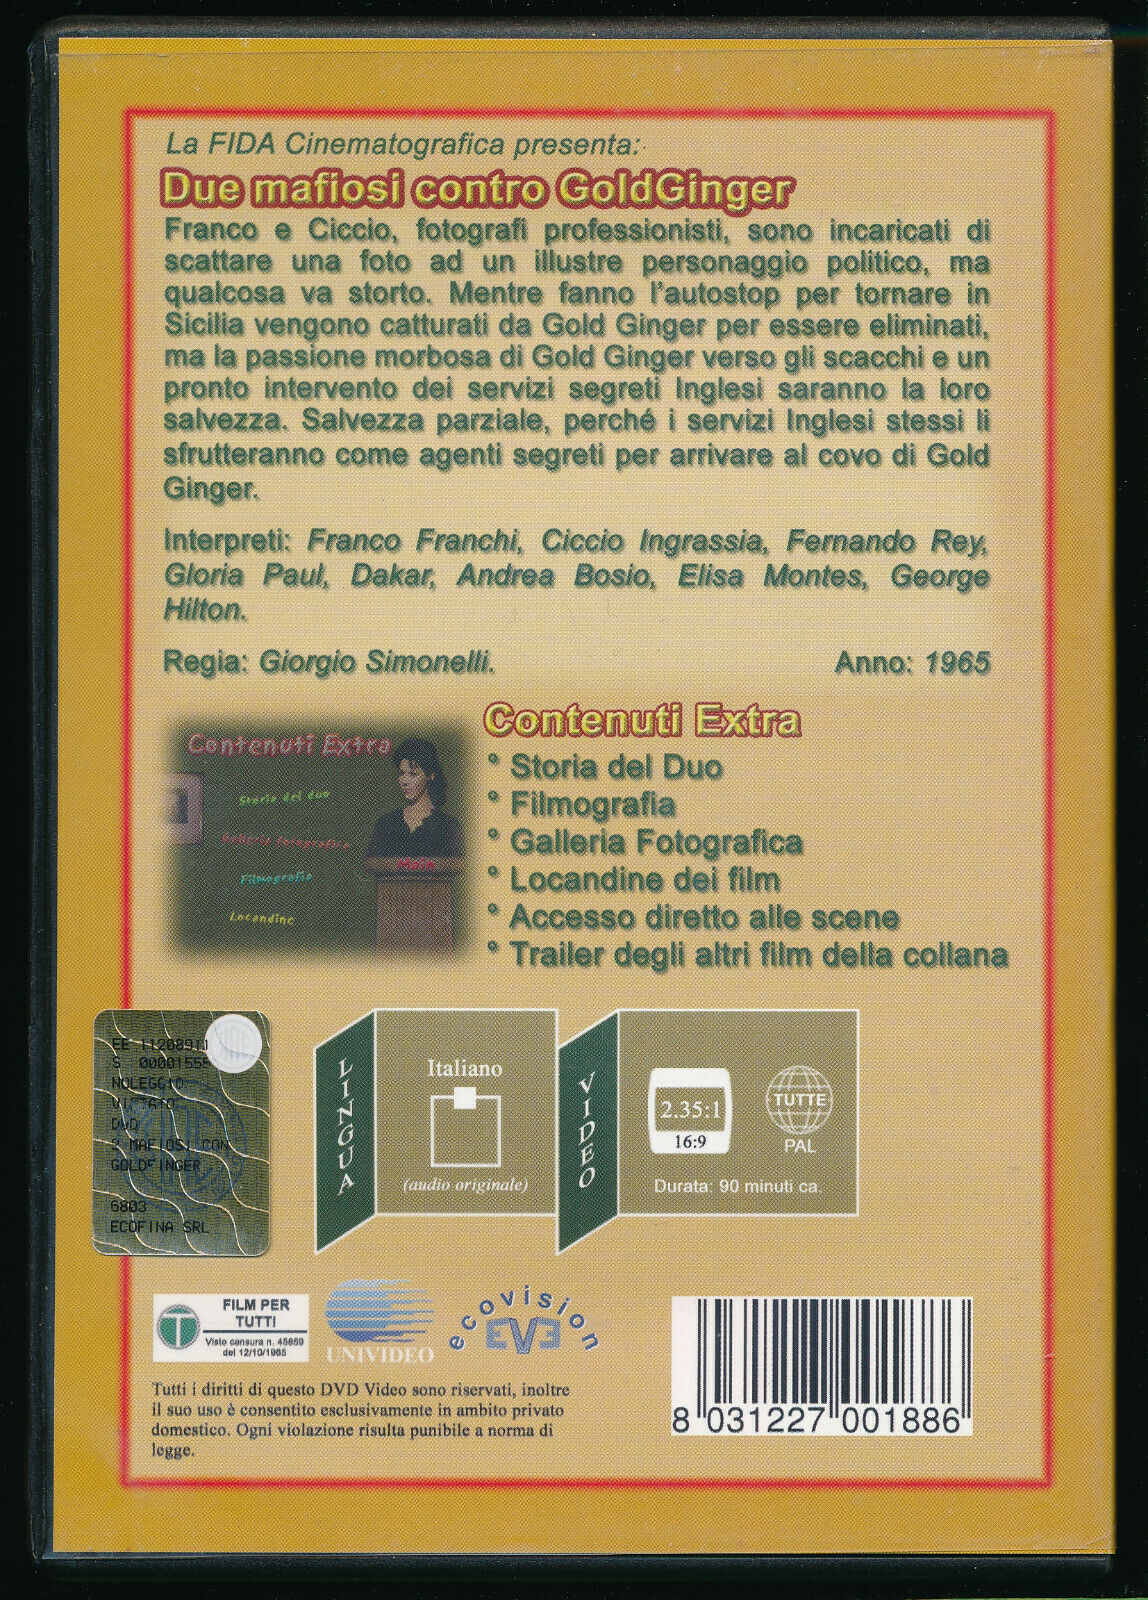 La FIDA Cinematografica presenta:
Due mafiosi contro GoldGinger
Franco e Ciccio, fotografi professionisti, sono incaricati di
scattare una foto ad un illustre personaggio politico, ma
qualcosa va storto. Mentre fanno l'autostop per tornare in
Sicilia vengono catturati da Gold Ginger per essere eliminati,
ma la passione morbosa di Gold Ginger verso gli scacchi e un
pronto intervento dei servizi segreti Inglesi saranno la loro
salvezza. Salvezza parziale, perché i servizi Inglesi stessi li
sfrutteranno come agenti segreti per arrivare al covo di Gold
Ginger.
Interpreti: Franco Franchi, Ciccio Ingrassia, Fernando Rey,
Gloria Paul, Dakar, Andrea Bosio, Elisa Montes, George
Hilton.
Regia: Giorgio Simonelli. Anno: 1965
Contenuti Extra
Storia del duo
Galleria fotografica
Filmografia
Locandine
Main
Contenuti Extra
° Storia del Duo
° Filmografia
° Galleria Fotografica
° Locandine dei film
° Accesso diretto alle scene
° Trailer degli altri film della collana
EE 11208911
S 00001555
NOLEGGIO
VIETATO
DVD
2 MAFIOSI CON
GOLDFINGER
6803
ECOFINA SRL
LINGUA
Italiano
(audio originale)
VIDEO
2.35:1
16:9
TUTTE
PAL
Durata: 90 minuti ca.
T
FILM PER
TUTTI
Visto censura n. 45859
del 12/10/1965
UNIVIDEO
ecovision
EVE
Tutti i diritti di questo DVD Video sono riservati, inoltre
il suo uso è consentito esclusivamente in ambito privato
domestico. Ogni violazione risulta punibile a norma di
legge.
8 031227 001886